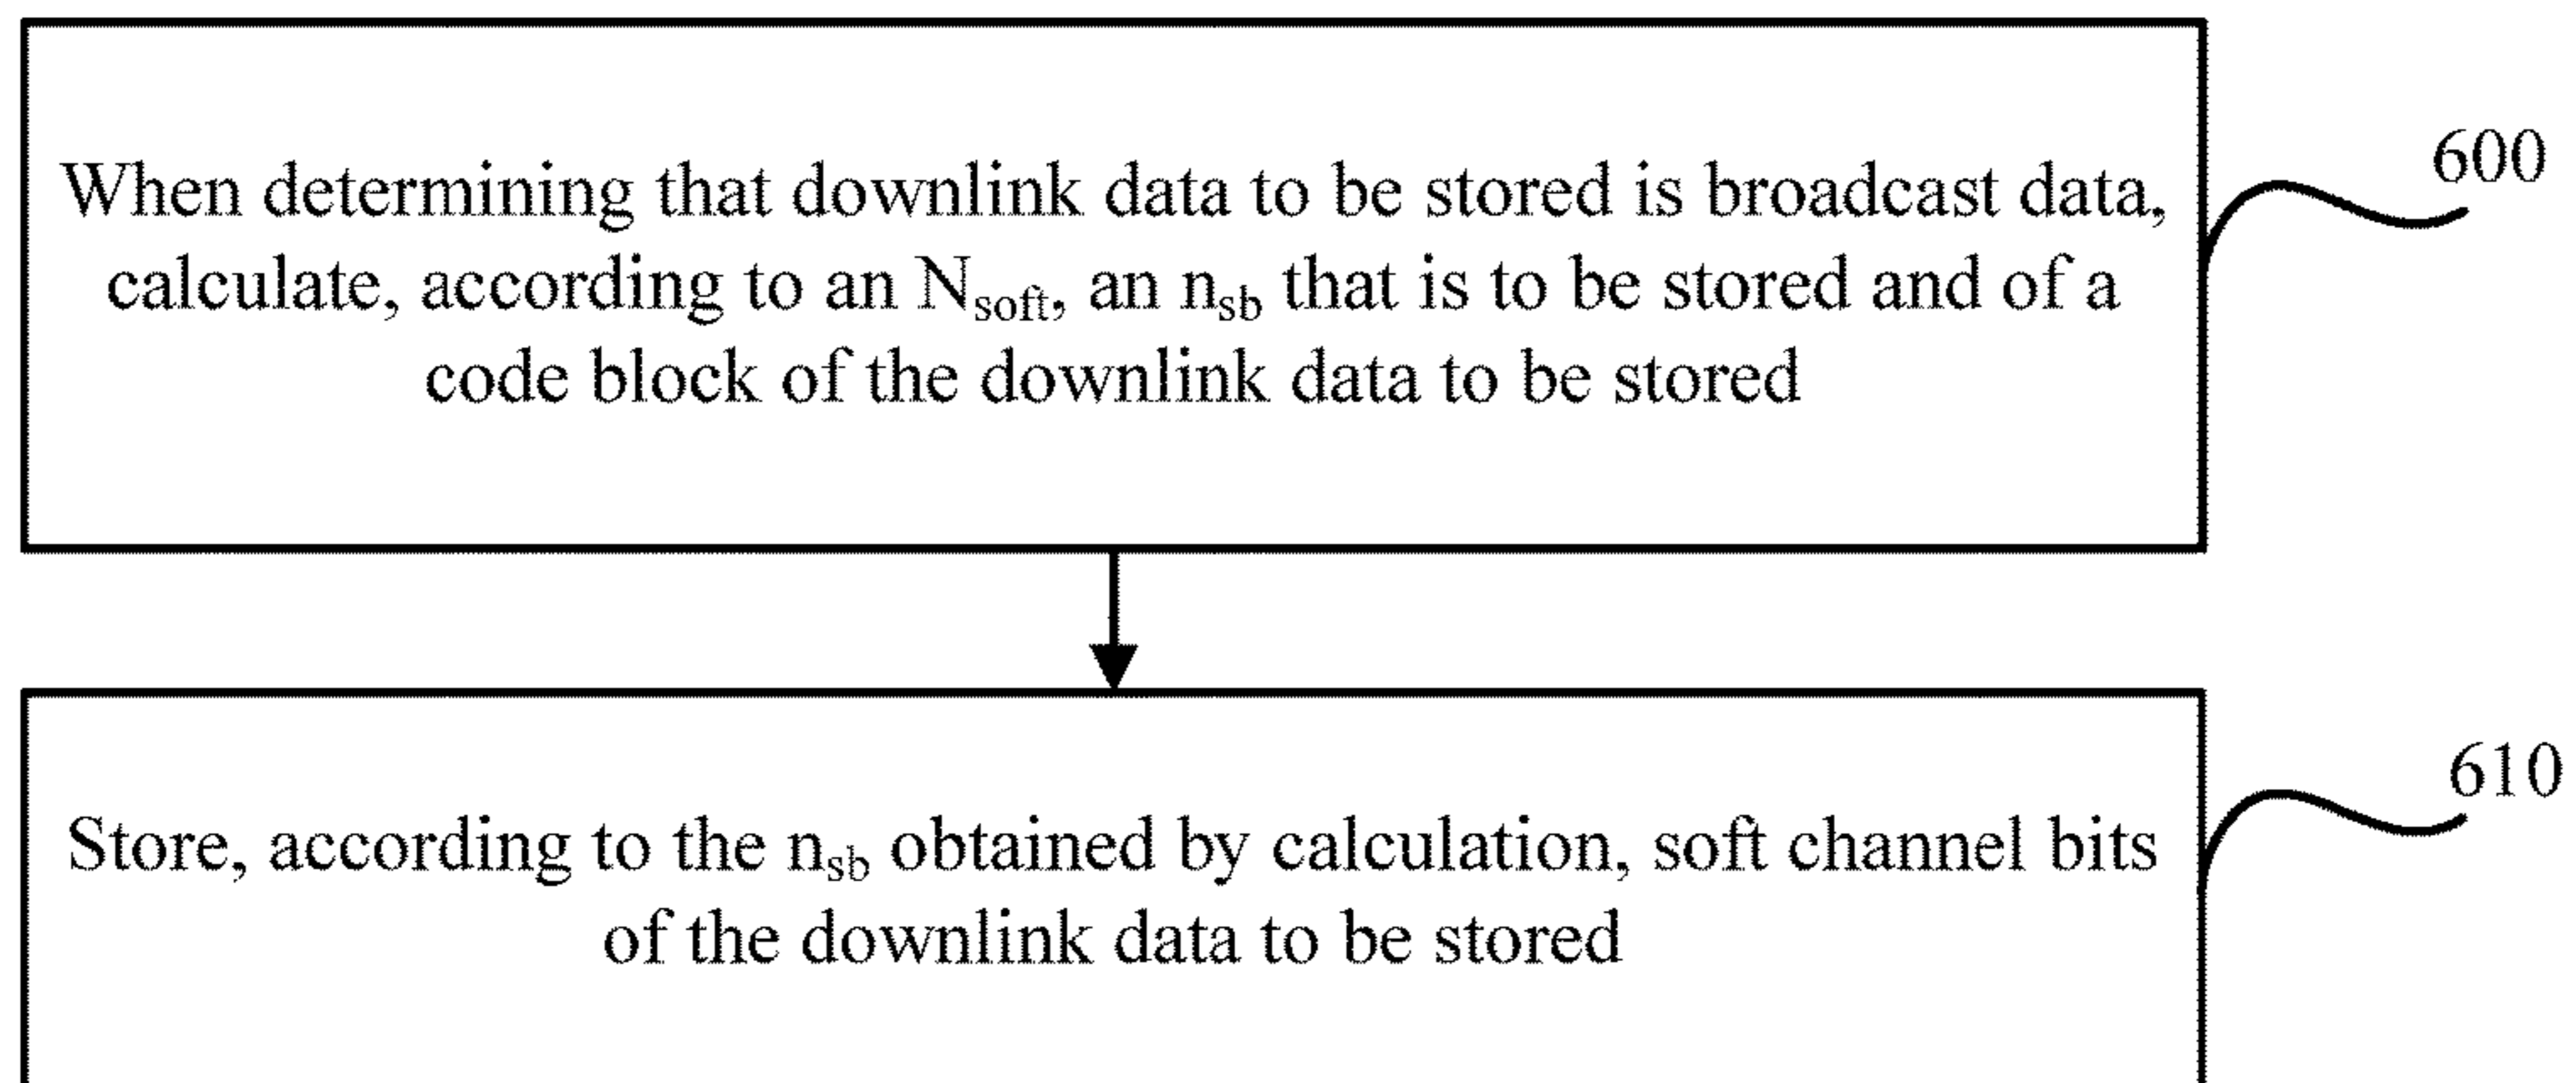 When determining that downlink data to be stored is broadcast data,
calculate, according to an Nsoft, an nsb that is to be stored and of a
code block of the downlink data to be stored
600
Store, according to the nsb obtained by calculation, soft channel bits
of the downlink data to be stored
610